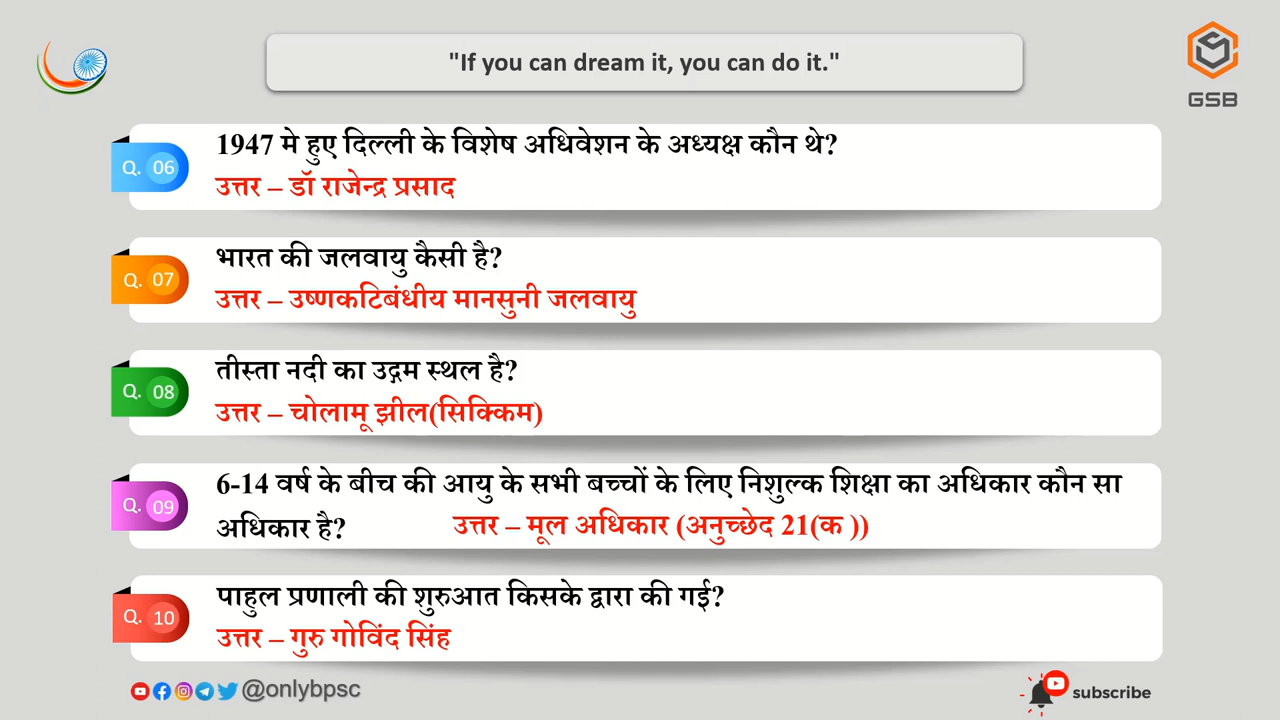 "If you can dream it, you can do it."
GSB
Q. 06
1947 मे हुए दिल्ली के विशेष अधिवेशन के अध्यक्ष कौन थे?
उत्तर – डॉ राजेन्द्र प्रसाद
Q. 07
भारत की जलवायु कैसी है?
उत्तर – उष्णकटिबंधीय मानसुनी जलवायु
Q. 08
तीस्ता नदी का उद्गम स्थल है?
उत्तर – चोलामू झील(सिक्किम)
Q. 09
6-14 वर्ष के बीच की आयु के सभी बच्चों के लिए निशुल्क शिक्षा का अधिकार कौन सा
अधिकार है? उत्तर – मूल अधिकार (अनुच्छेद 21(क ))
Q. 10
पाहुल प्रणाली की शुरुआत किसके द्वारा की गई?
उत्तर – गुरु गोविंद सिंह
@onlybpsc
subscribe